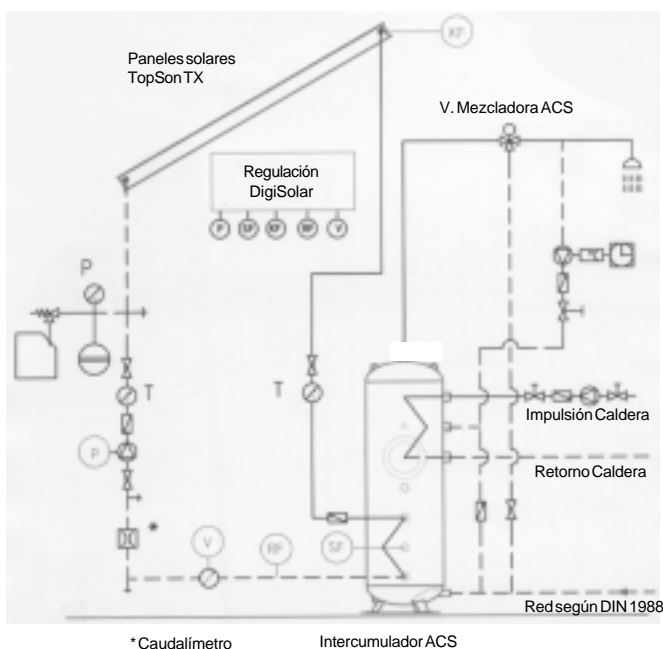 Paneles solares
TopSon TX
KF
V. Mezcladora ACS
Regulación
DigiSolar
P SF KF RF V
P
T
T
P
*
V
RF
SF
Impulsión Caldera
Retorno Caldera
Red según DIN 1988
* Caudalímetro
Intercumulador ACS